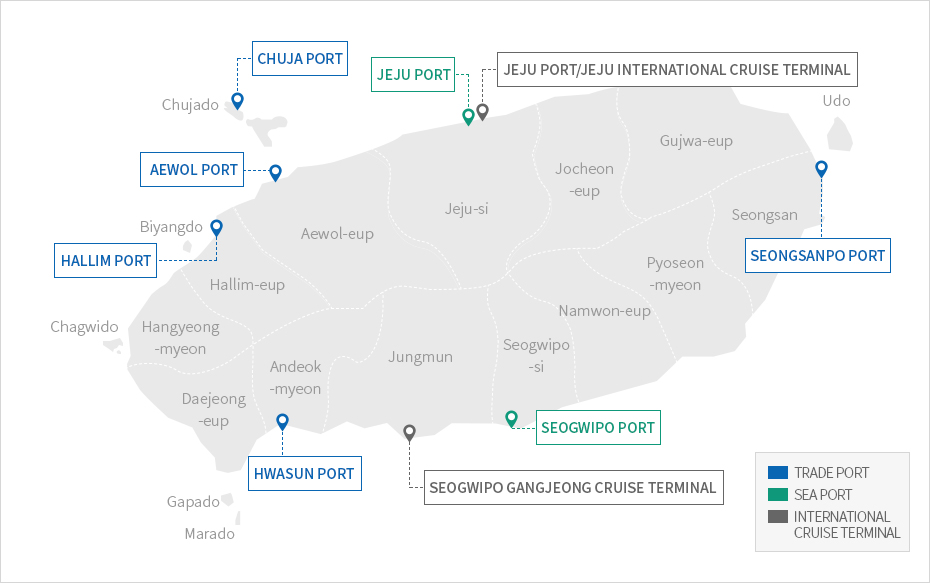 CHUJA PORT
JEJU PORT
JEJU PORT/JEJU INTERNATIONAL CRUISE TERMINAL
Chujado
Udo
Gujwa-eup
AEWOL PORT
Jocheon
-eup
Jeju-si
Seongsan
Biyangdo
Aewol-eup
HALLIM PORT
SEONGSANPO PORT
Pyoseon
-myeon
Hallim-eup
Namwon-eup
Chagwido
Hangyeong
-myeon
Jungmun
Seogwipo
-si
Andeok
-myeon
Daejeong
-eup
SEOGWIPO PORT
HWASUN PORT
SEOGWIPO GANGJEONG CRUISE TERMINAL
Gapado
Marado
TRADE PORT
SEA PORT
INTERNATIONAL
CRUISE TERMINAL